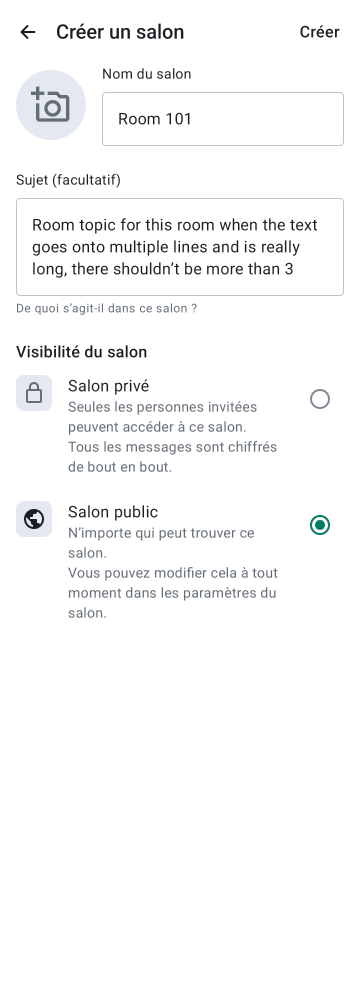 Créer un salon
Créer
Nom du salon
Room 101
Sujet (facultatif)
Room topic for this room when the text
goes onto multiple lines and is really
long, there shouldn’t be more than 3
De quoi s’agit-il dans ce salon ?
Visibilité du salon
Salon privé
Seules les personnes invitées
peuvent accéder à ce salon.
Tous les messages sont chiffrés
de bout en bout.
Salon public
N’importe qui peut trouver ce
salon.
Vous pouvez modifier cela à tout
moment dans les paramètres du
salon.